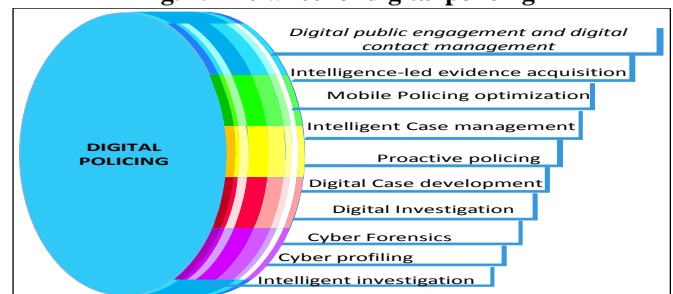 Digital public engagement and digital
contact management
Intelligence-led evidence acquisition
Mobile Policing optimization
Intelligent Case management
DIGITAL
POLICING
Proactive policing
Digital Case development
Digital Investigation
Cyber Forensics
Cyber profiling
Intelligent investigation